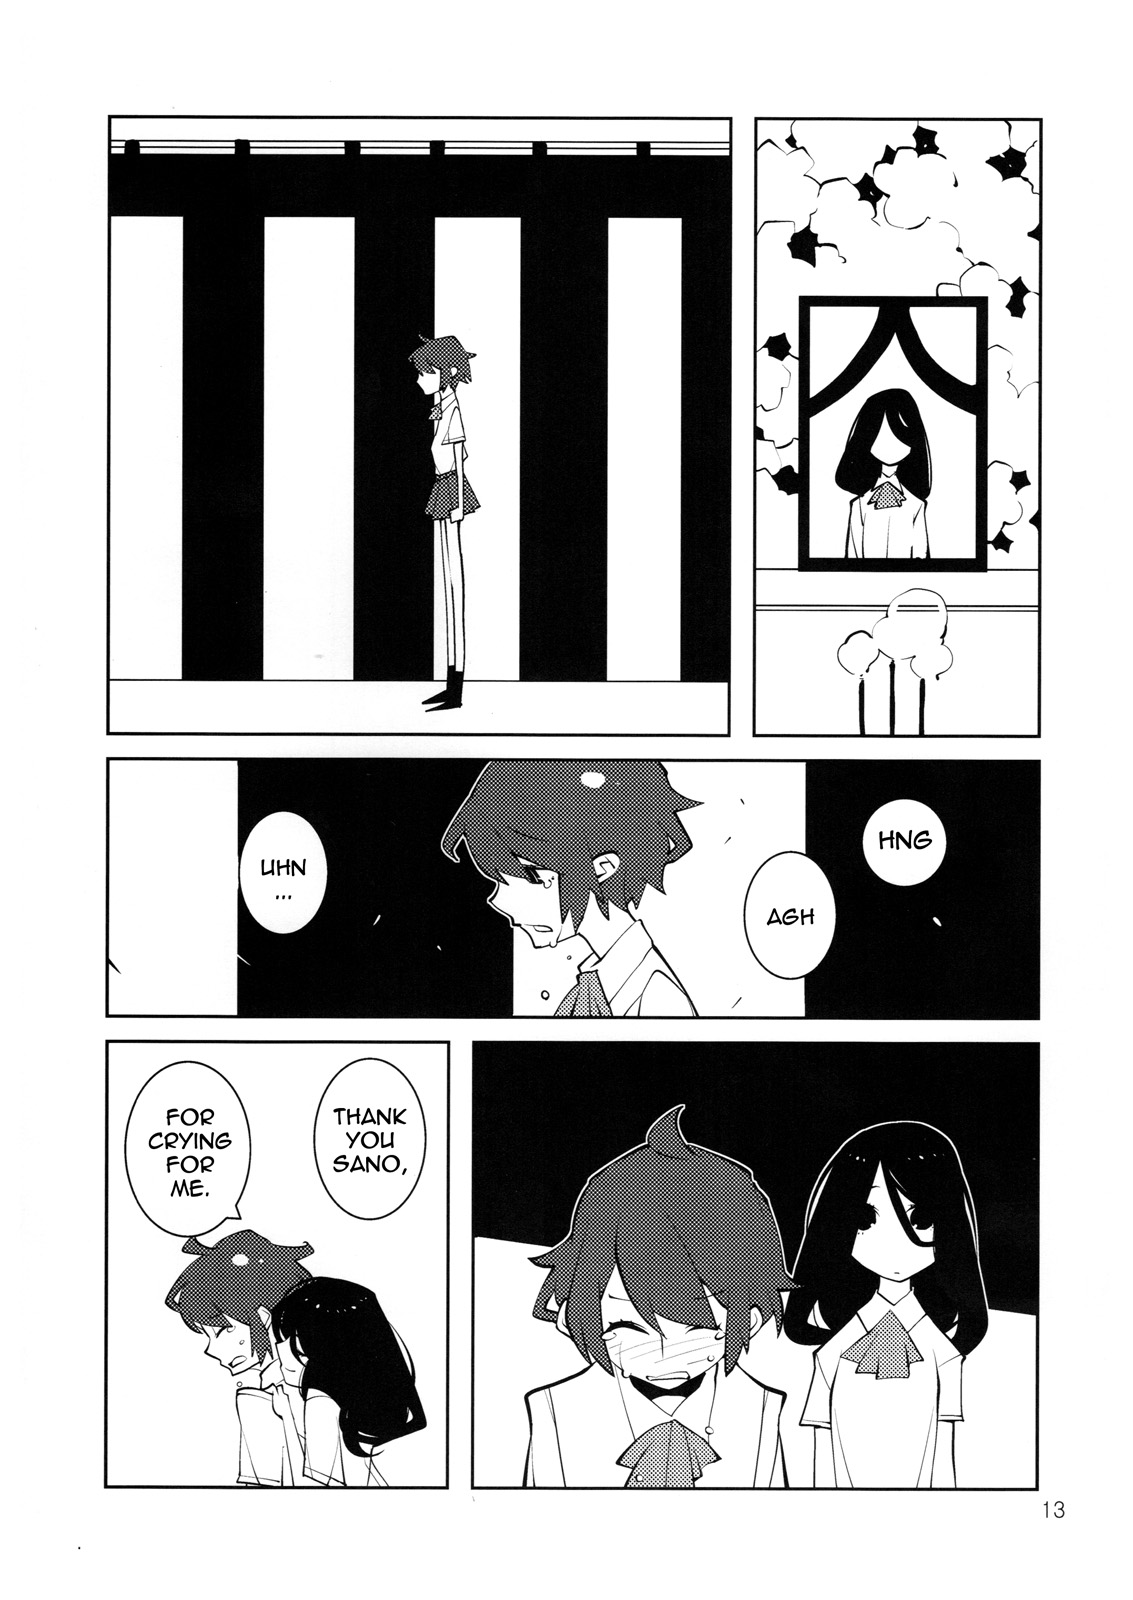 HNG
AGH
UHN
...
THANK
YOU
SANO,
FOR
CRYING
FOR
ME.
13